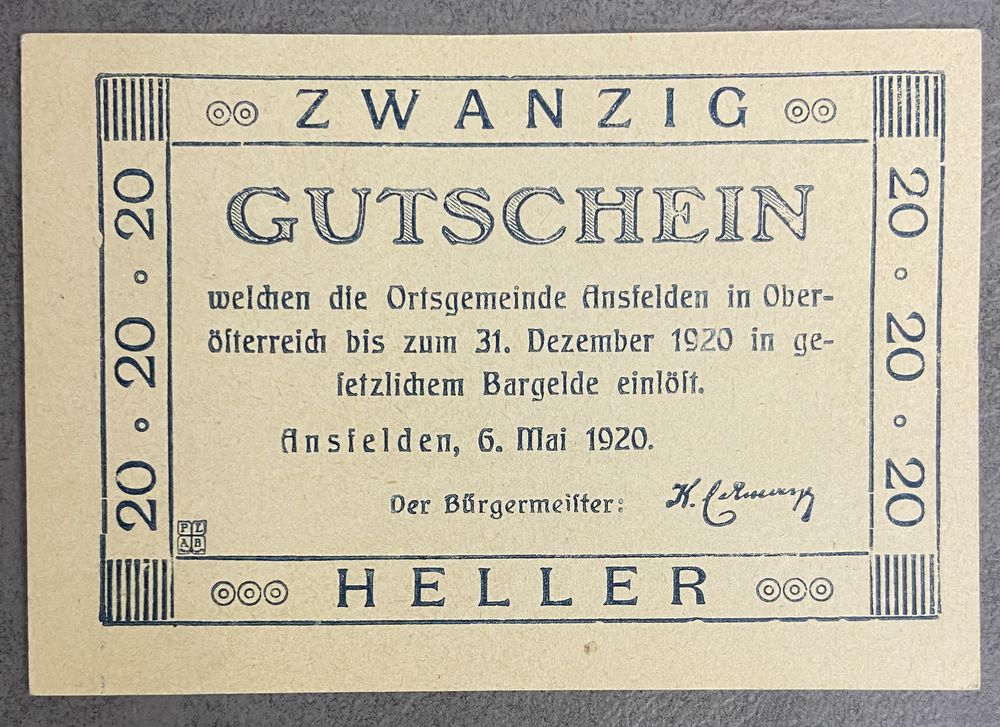 ZWANZIG
GUTSCHEIN
welchen die Ortsgemeinde Ansfelden in Ober-
österreich bis zum 31. Dezember 1920 in ge-
setzlichem Bargelde einlöst.
Ansfelden, 6. Mai 1920.
Der Bürgermeister:
HELLER
20 · 20 · 20
20 · 20 · 20